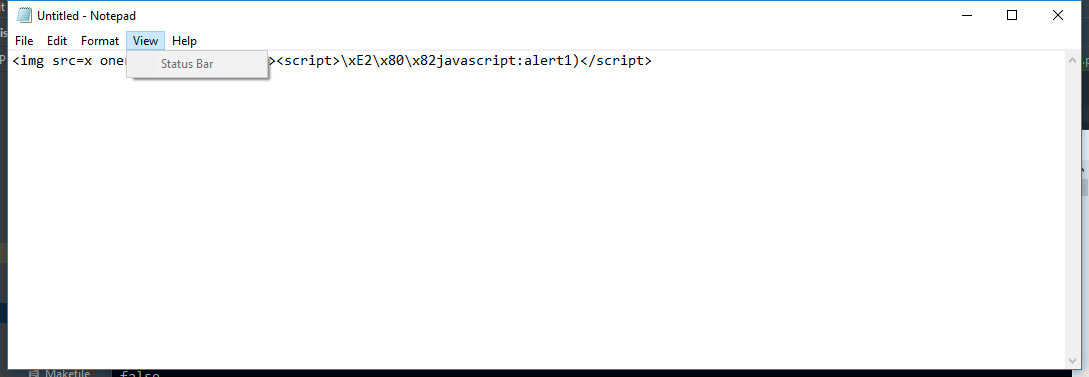 Untitled - Notepad
File Edit Format View Help
<img src=x one ><script>\xE2\x80\x82javascript:alert1)</script>
Status Bar
Makefile
false